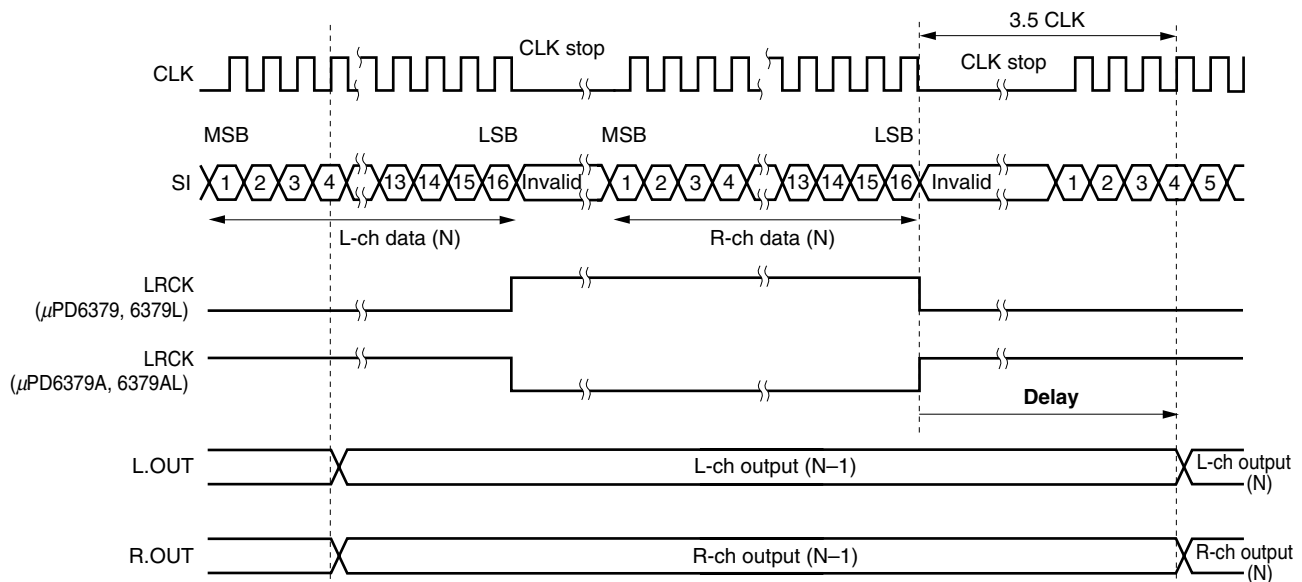 3.5 CLK
CLK
CLK stop
CLK stop
MSB
LSB
MSB
LSB
SI
1 2 3 4 13 14 15 16 Invalid 1 2 3 4 13 14 15 16 Invalid 1 2 3 4 5
L-ch data (N)
R-ch data (N)
LRCK
(μPD6379, 6379L)
LRCK
(μPD6379A, 6379AL)
Delay
L.OUT
L-ch output (N–1)
L-ch output
(N)
R.OUT
R-ch output (N–1)
R-ch output
(N)